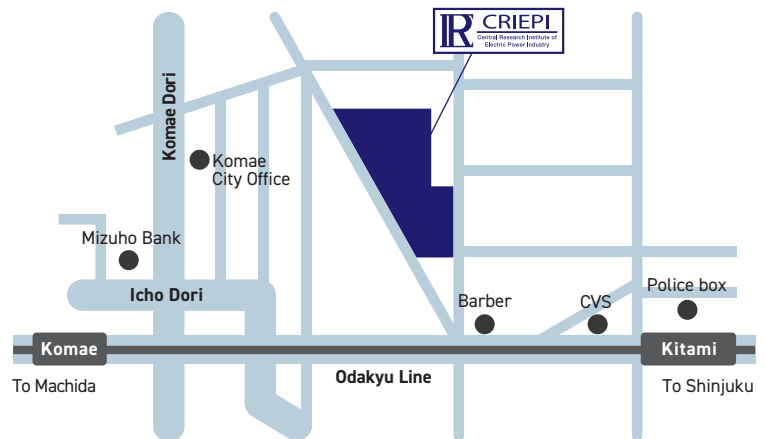 IR CRIEPI
Central Research Institute of
Electric Power Industry
Komae Dori
Komae
City Office
Mizuho Bank
Icho Dori
Barber
CVS
Police box
Komae
Kitami
To Machida
Odakyu Line
To Shinjuku